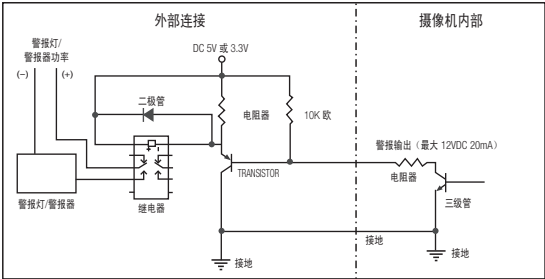 外部连接
摄像机内部
警报灯/
警报器功率
(−)
(+)
DC 5V 或 3.3V
二极管
电阻器
10K 欧
警报输出（最大 12VDC 20mA）
TRANSISTOR
电阻器
警报灯/警报器
继电器
三级管
接地
接地
接地